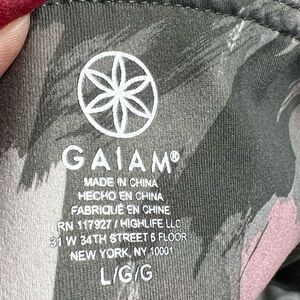 GAIAM®
MADE IN CHINA
HECHO EN CHINA
FABRIQUÉ EN CHINE
RN 117927 / HIGHLIFE LLC
31 W 34TH STREET 5 FLOOR
NEW YORK, NY 10001
L/G/G